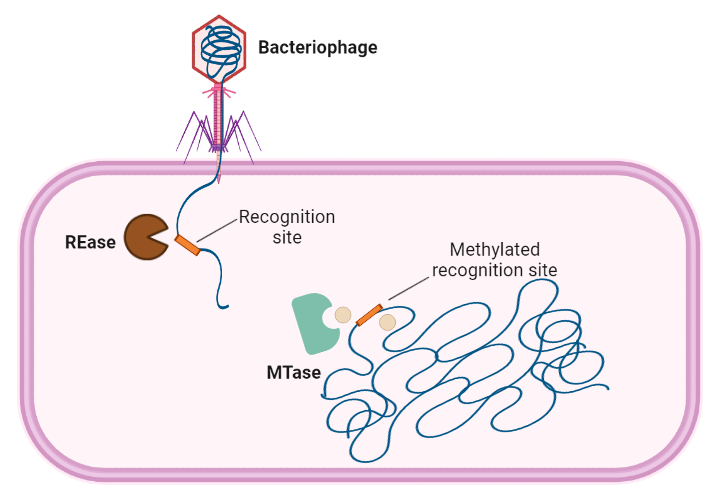 Bacteriophage
Recognition
site
REase
Methylated
recognition site
MTase